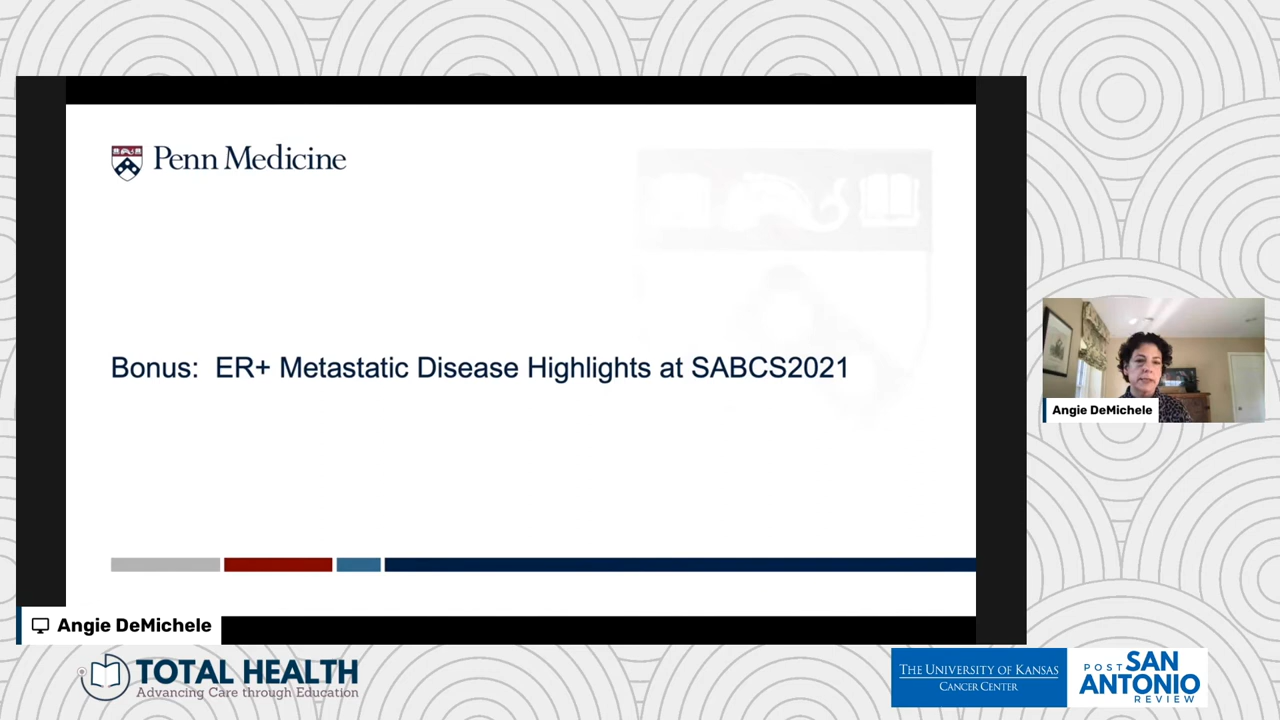 Penn Medicine
Bonus: ER+ Metastatic Disease Highlights at SABCS2021
Angie DeMichele
Angie DeMichele
TOTAL HEALTH
Advancing Care through Education
THE UNIVERSITY OF KANSAS
CANCER CENTER
POST SAN
ANTONIO
REVIEW